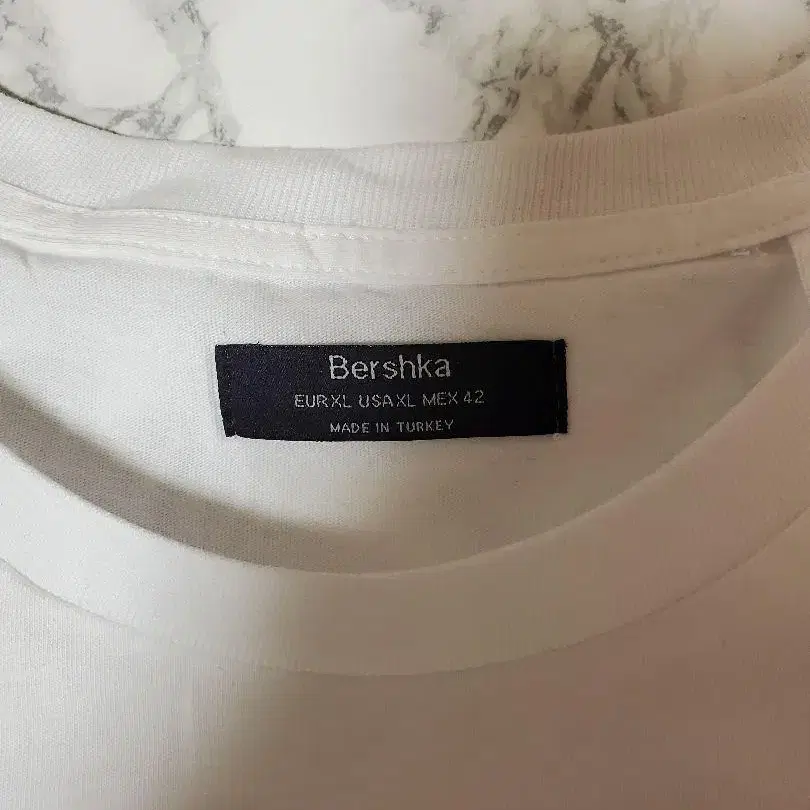 Bershka
EUR XL USA XL MEX 42
MADE IN TURKEY